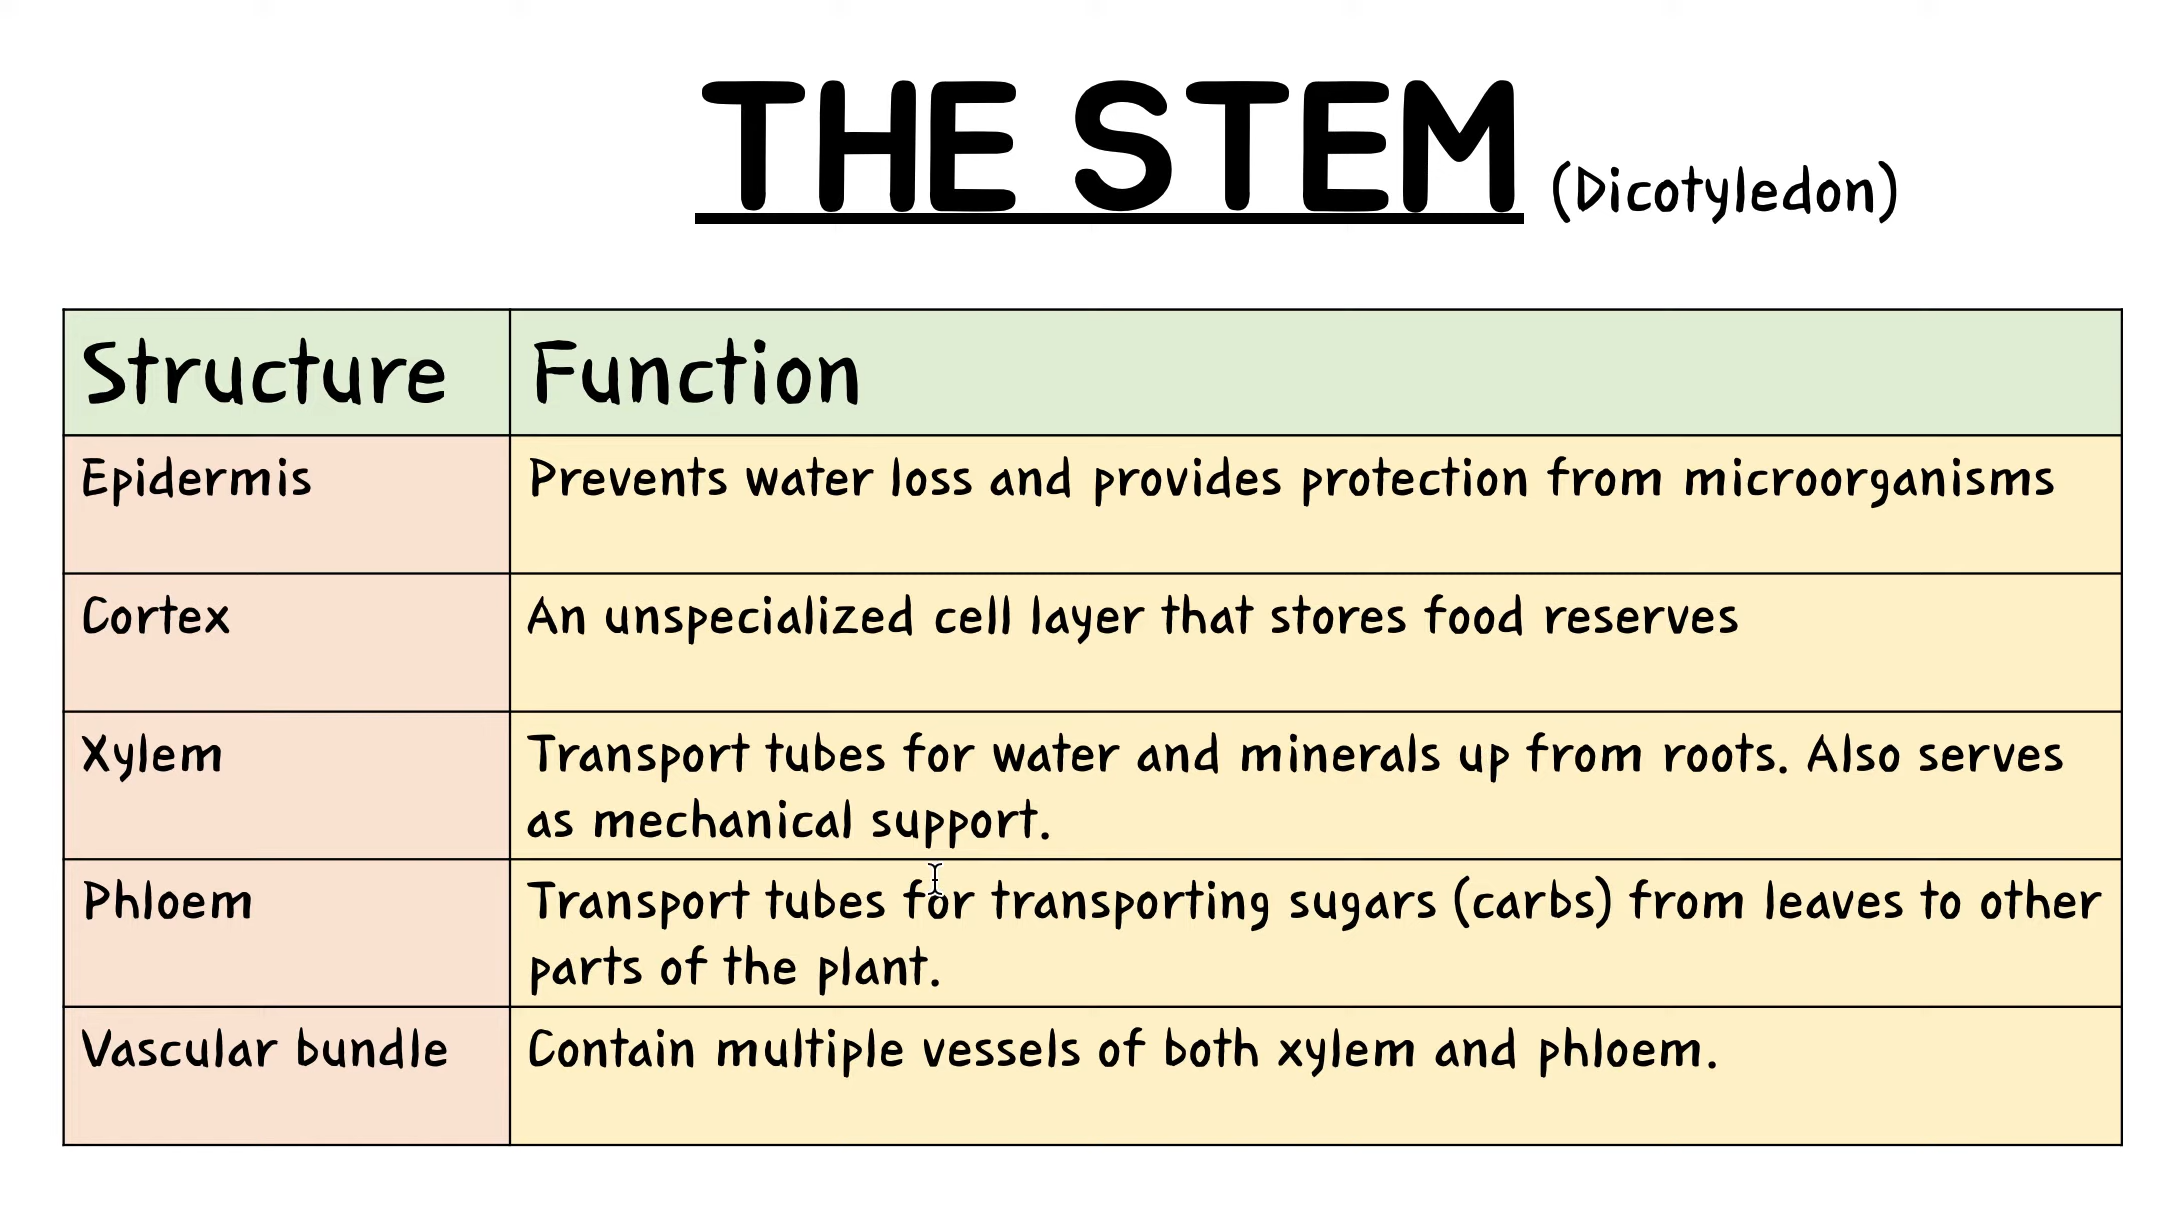 THE STEM (Dicotyledon)
Structure Function
Epidermis Prevents water loss and provides protection from microorganisms
Cortex An unspecialized cell layer that stores food reserves
Xylem Transport tubes for water and minerals up from roots. Also serves
as mechanical support.
Phloem Transport tubes for transporting sugars (carbs) from leaves to other
parts of the plant.
Vascular bundle Contain multiple vessels of both xylem and phloem.